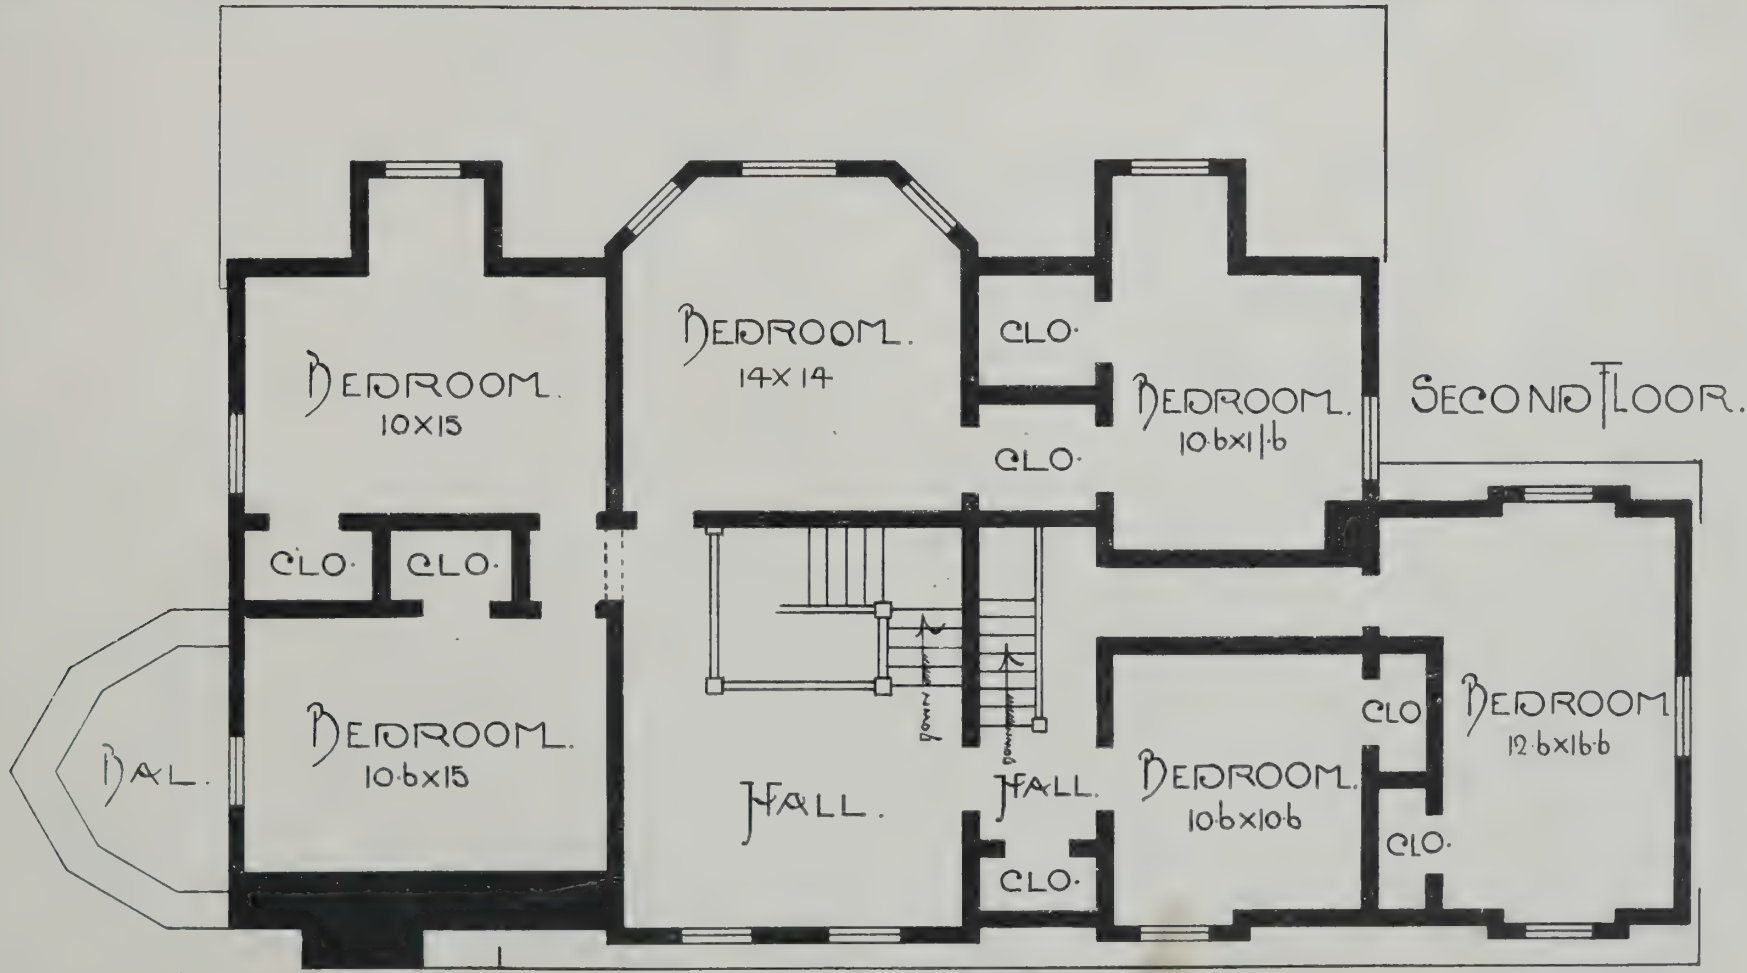 BEDROOM.
14X14
CLO.
BEDROOM.
10X15
BEDROOM.
10.6X11.6
SECOND FLOOR.
CLO.
CLO.
CLO.
BEDROOM.
10.6X15
BAL.
DOWN
DOWN
HALL.
HALL.
CLO.
BEDROOM.
10.6X10.6
CLO
CLO.
BEDROOM
12.6X16.6